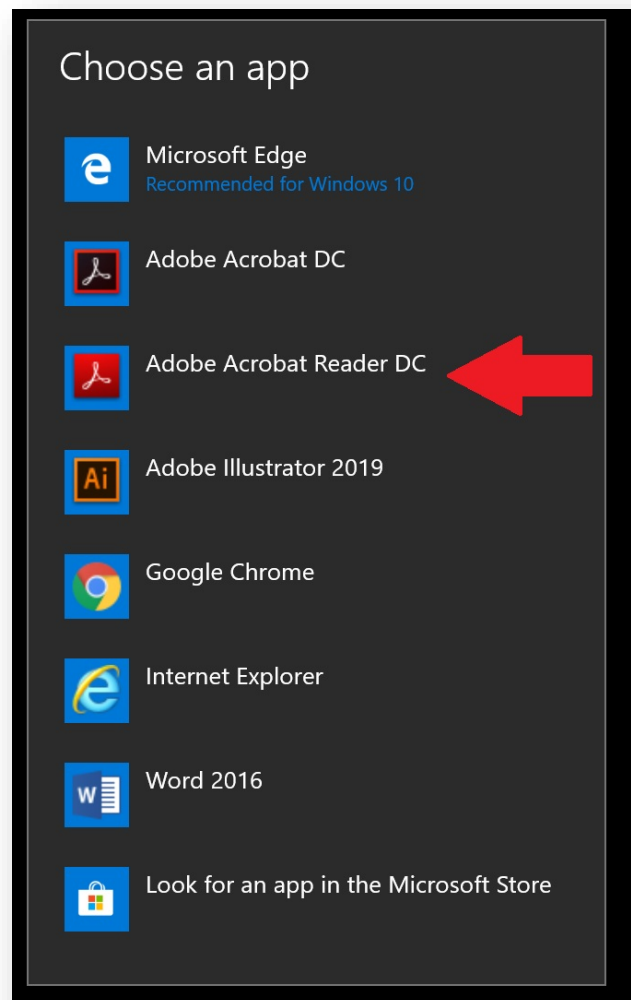 Choose an app
Microsoft Edge
Recommended for Windows 10
Adobe Acrobat DC
Adobe Acrobat Reader DC
Ai
Adobe Illustrator 2019
Google Chrome
Internet Explorer
W
Word 2016
Look for an app in the Microsoft Store